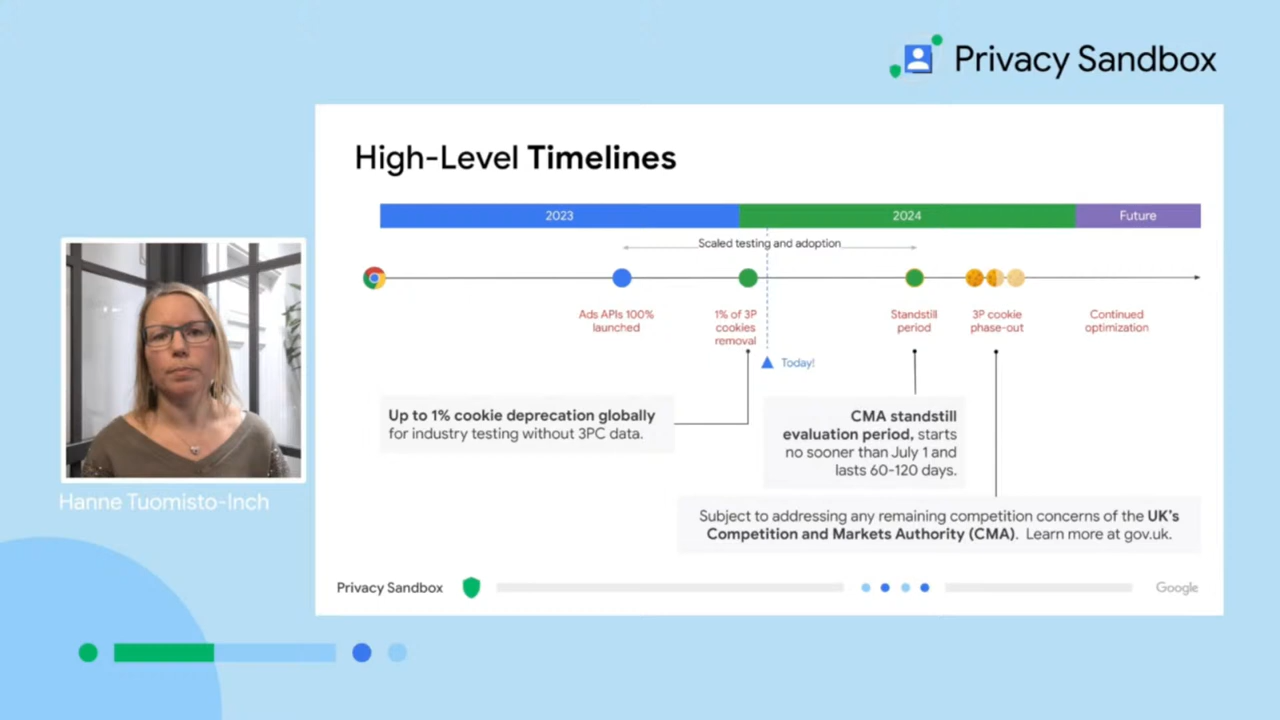 Privacy Sandbox
High-Level Timelines
2023
2024
Future
Scaled testing and adoption
Ads APIs 100%
launched
1% of 3P
cookies
removal
Standstill
period
3P cookie
phase-out
Continued
optimization
Today!
Up to 1% cookie deprecation globally
for industry testing without 3PC data.
CMA standstill
evaluation period, starts
no sooner than July 1 and
lasts 60-120 days.
Subject to addressing any remaining competition concerns of the UK's
Competition and Markets Authority (CMA). Learn more at gov.uk.
Hanne Tuomisto-Inch
Privacy Sandbox
Google